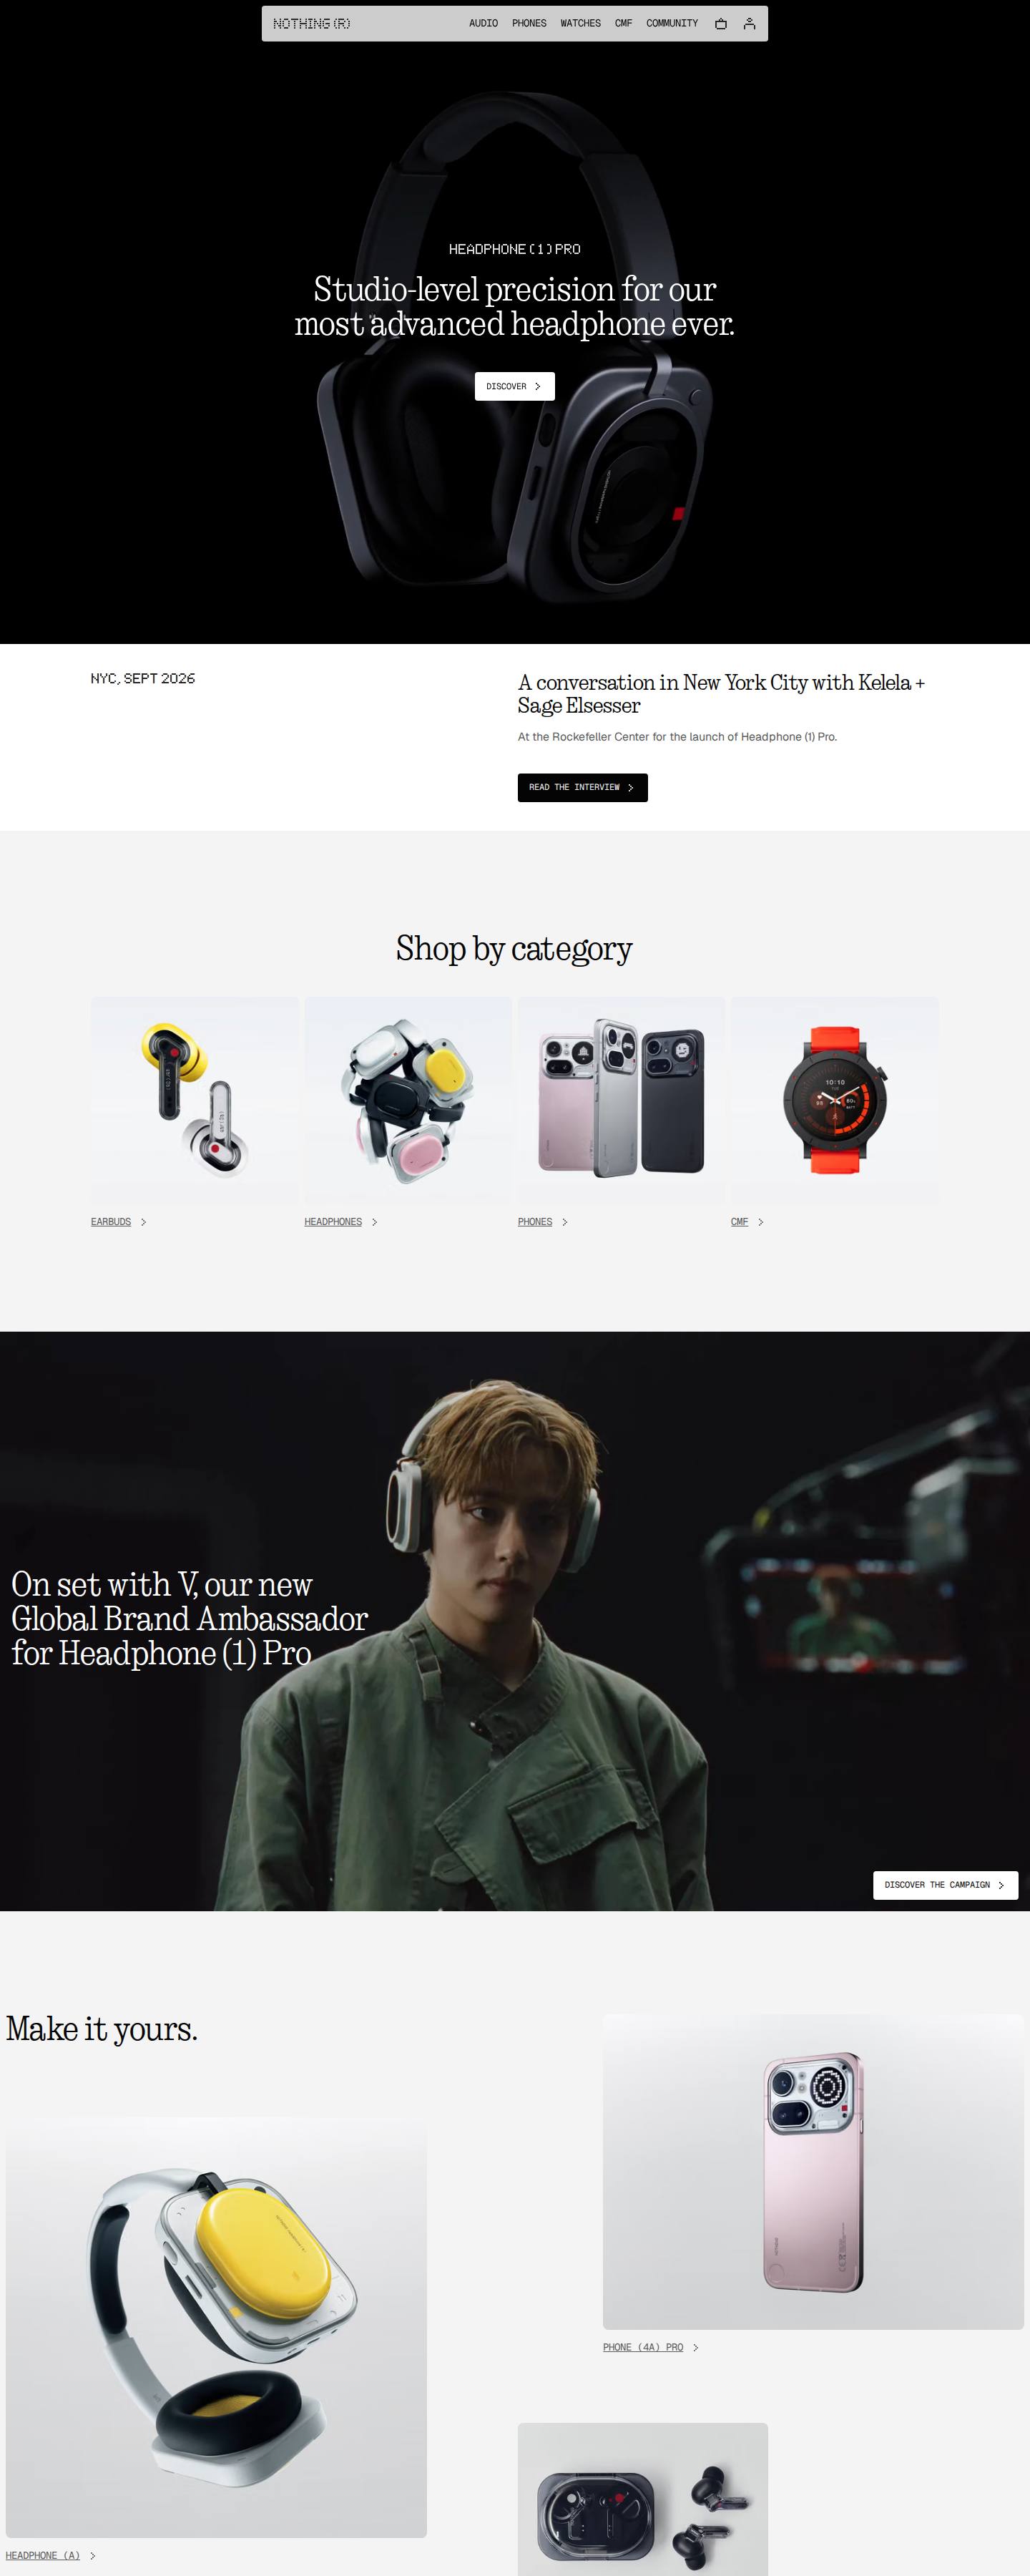 NOTHING (R)
AUDIO PHONES WATCHES CMF COMMUNITY
HEADPHONE (1) PRO
Studio-level precision for our
most advanced headphone ever.
DISCOVER
NYC, SEPT 2026
A conversation in New York City with Kelela +
Sage Elsesser
At the Rockefeller Center for the launch of Headphone (1) Pro.
READ THE INTERVIEW
Shop by category
10:10
EARBUDS
HEADPHONES
PHONES
CMF
On set with V, our new
Global Brand Ambassador
for Headphone (1) Pro
DISCOVER THE CAMPAIGN
Make it yours.
PHONE (4A) PRO
HEADPHONE (A)